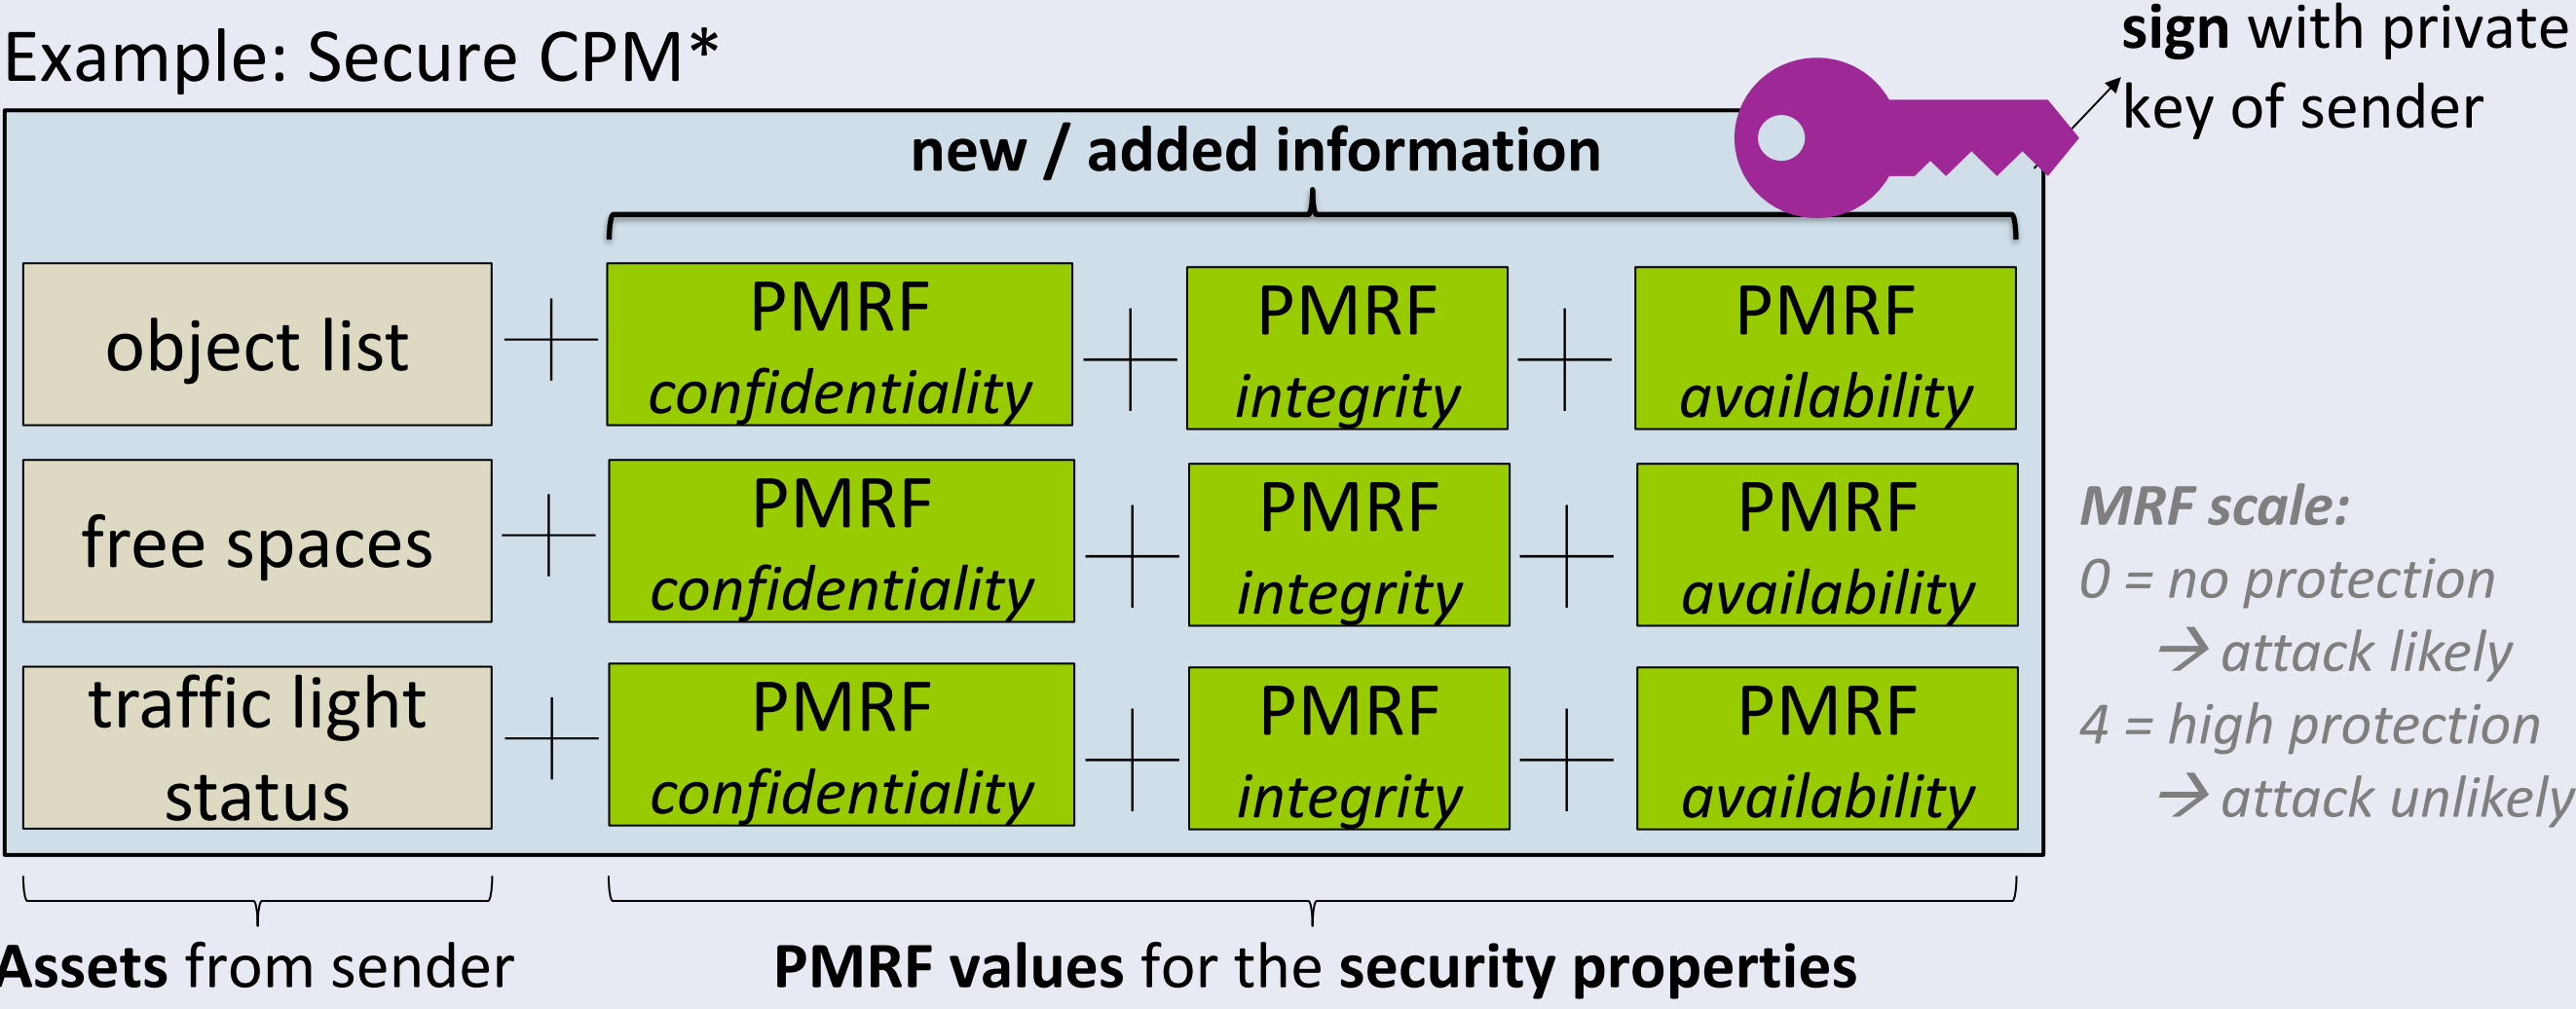 Example: Secure CPM*
sign with private
key of sender
new / added information
object list
PMRF
confidentiality
PMRF
integrity
PMRF
availability
free spaces
PMRF
confidentiality
PMRF
integrity
PMRF
availability
traffic light
status
PMRF
confidentiality
PMRF
integrity
PMRF
availability
MRF scale:
0 = no protection
→ attack likely
4 = high protection
→ attack unlikely
Assets from sender
PMRF values for the security properties